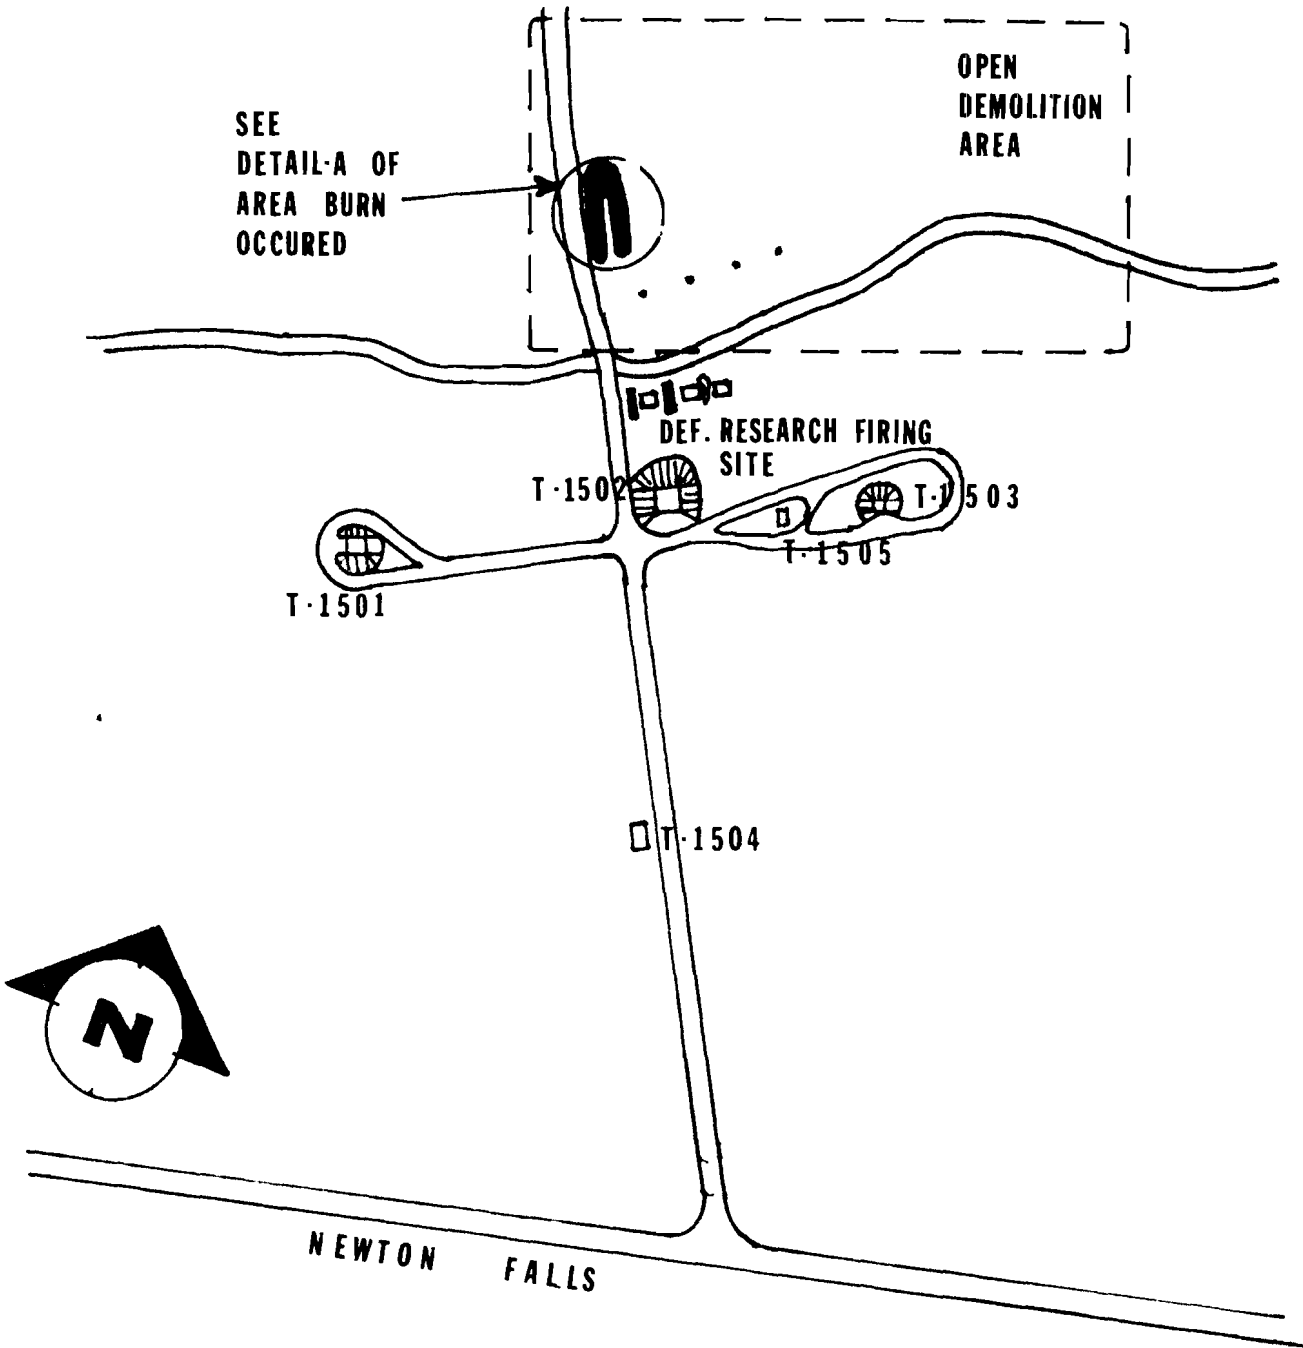 OPEN
DEMOLITION
AREA
SEE
DETAIL-A OF
AREA BURN
OCCURED
DEF. RESEARCH FIRING
SITE
T-1502
T-1503
T-1505
T-1501
T-1504
N
NEWTON FALLS